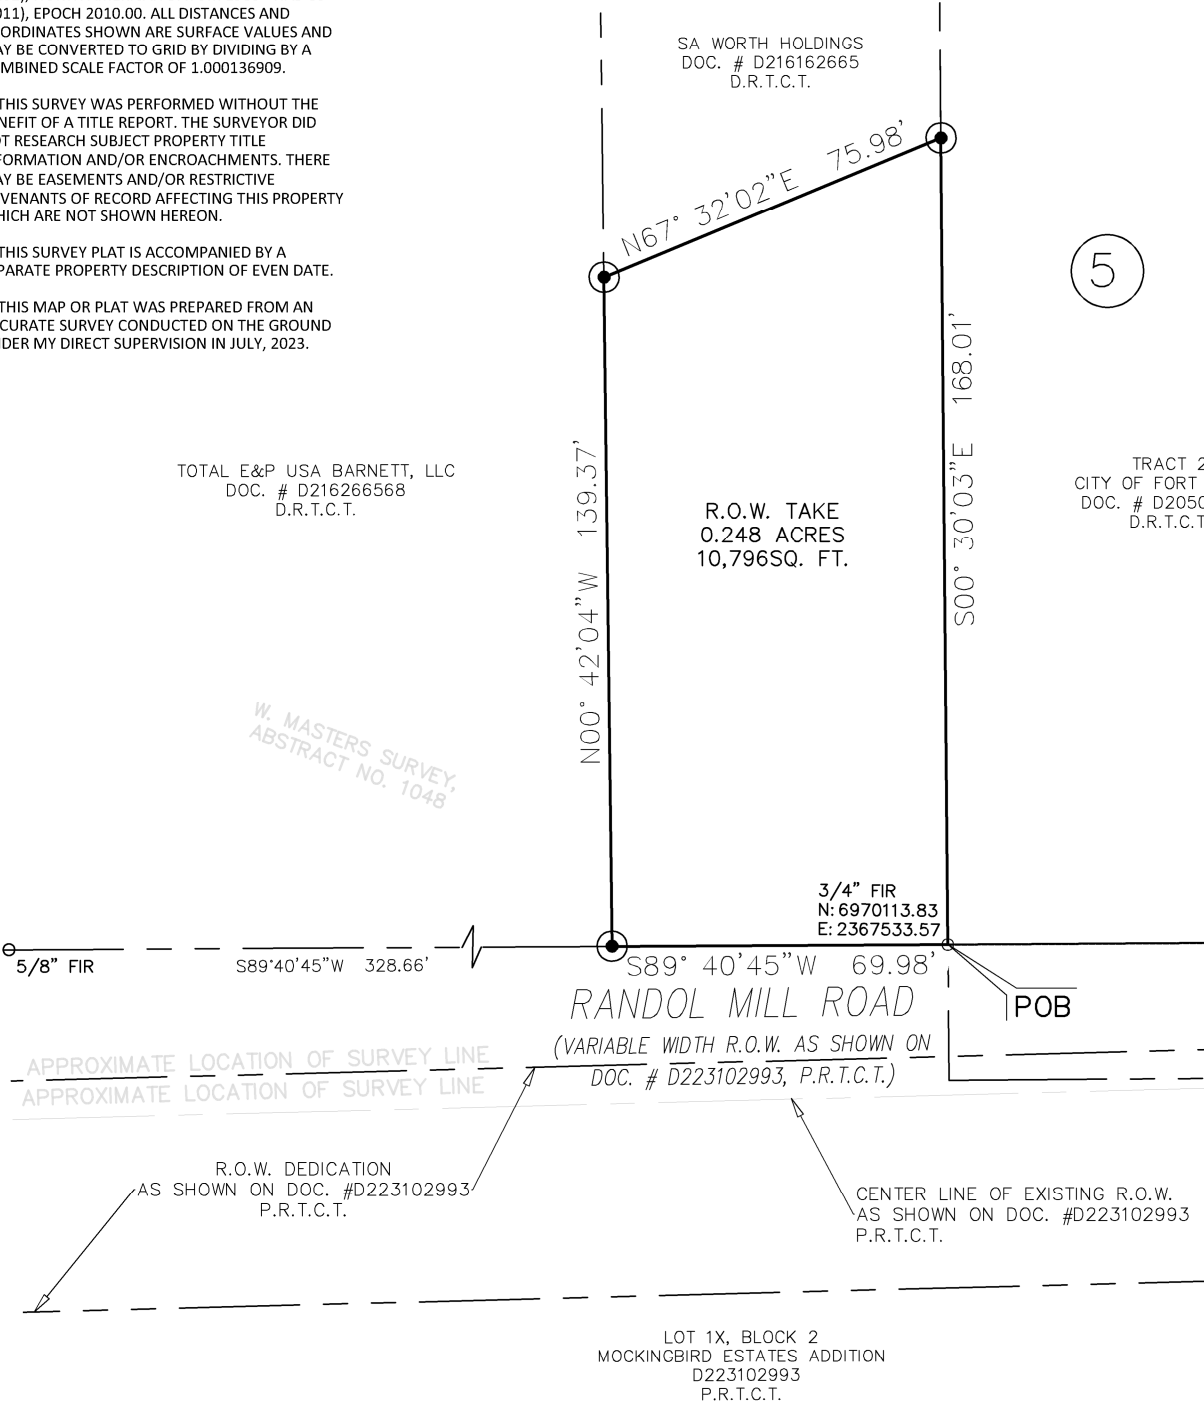 011), EPOCH 2010.00. ALL DISTANCES AND
ORDINATES SHOWN ARE SURFACE VALUES AND
AY BE CONVERTED TO GRID BY DIVIDING BY A
MBINED SCALE FACTOR OF 1.000136909.
THIS SURVEY WAS PERFORMED WITHOUT THE
NEFIT OF A TITLE REPORT. THE SURVEYOR DID
OT RESEARCH SUBJECT PROPERTY TITLE
FORMATION AND/OR ENCROACHMENTS. THERE
AY BE EASEMENTS AND/OR RESTRICTIVE
VENANTS OF RECORD AFFECTING THIS PROPERTY
HICH ARE NOT SHOWN HEREON.
THIS SURVEY PLAT IS ACCOMPANIED BY A
PARATE PROPERTY DESCRIPTION OF EVEN DATE.
THIS MAP OR PLAT WAS PREPARED FROM AN
CURATE SURVEY CONDUCTED ON THE GROUND
DER MY DIRECT SUPERVISION IN JULY, 2023.
SA WORTH HOLDINGS
DOC. # D216162665
D.R.T.C.T.
N67° 32'02"E 75.98'
5
S00° 30'03"E 168.01'
N00° 42'04"W 139.37'
TOTAL E&P USA BARNETT, LLC
DOC. # D216266568
D.R.T.C.T.
R.O.W. TAKE
0.248 ACRES
10,796SQ. FT.
TRACT 2
CITY OF FORT
DOC. # D205
D.R.T.C.T
W. MASTERS SURVEY,
ABSTRACT NO. 1048
3/4" FIR
N: 6970113.83
E: 2367533.57
5/8" FIR
S89°40'45"W 328.66'
S89° 40'45"W 69.98'
POB
RANDOL MILL ROAD
(VARIABLE WIDTH R.O.W. AS SHOWN ON
DOC. # D223102993, P.R.T.C.T.)
APPROXIMATE LOCATION OF SURVEY LINE
APPROXIMATE LOCATION OF SURVEY LINE
R.O.W. DEDICATION
AS SHOWN ON DOC. #D223102993
P.R.T.C.T.
CENTER LINE OF EXISTING R.O.W.
AS SHOWN ON DOC. #D223102993
P.R.T.C.T.
LOT 1X, BLOCK 2
MOCKINGBIRD ESTATES ADDITION
D223102993
P.R.T.C.T.